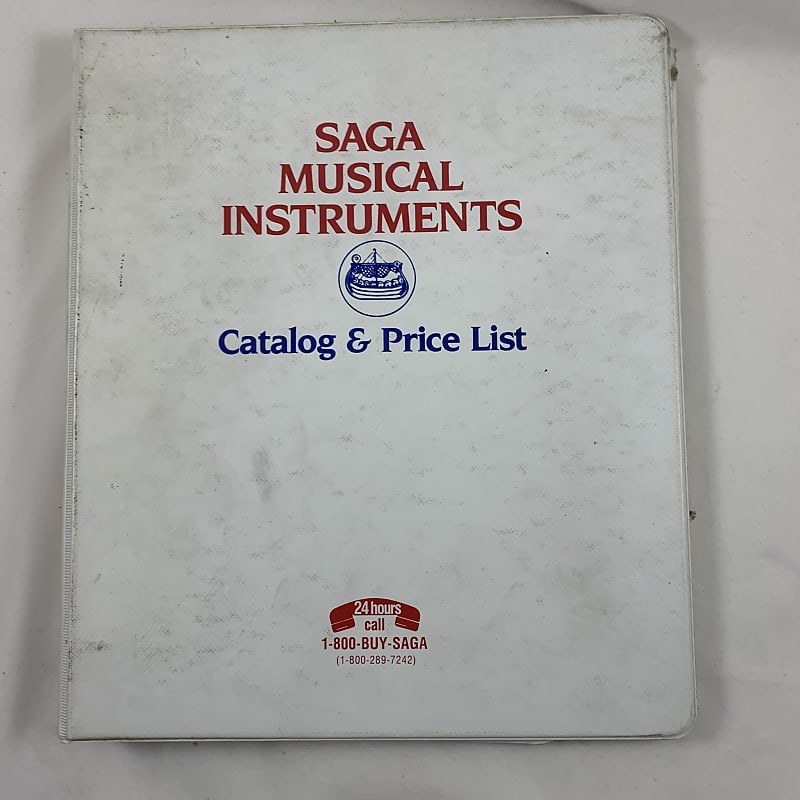 SAGA
MUSICAL
INSTRUMENTS
Catalog & Price List
24 hours
call
1-800-BUY-SAGA
(1-800-289-7242)